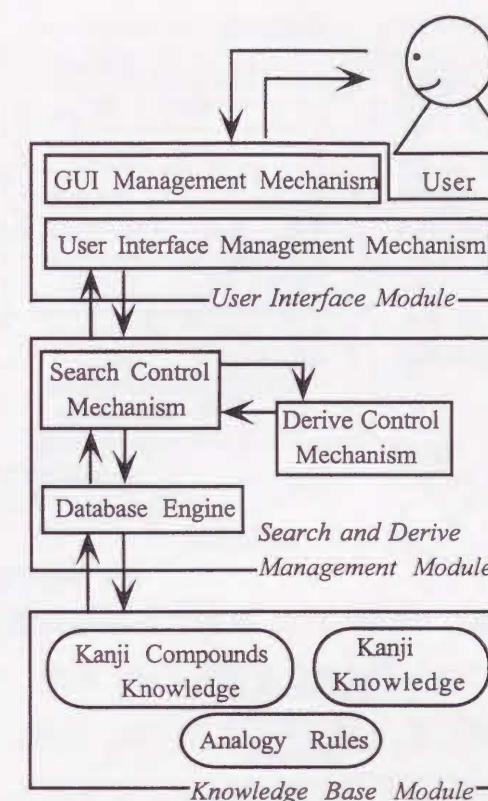 GUI Management Mechanism
User
User Interface Management Mechanism
User Interface Module
Search Control
Mechanism
Derive Control
Mechanism
Database Engine
Search and Derive
Management Module
Kanji Compounds
Knowledge
Kanji
Knowledge
Analogy Rules
Knowledge Base Module